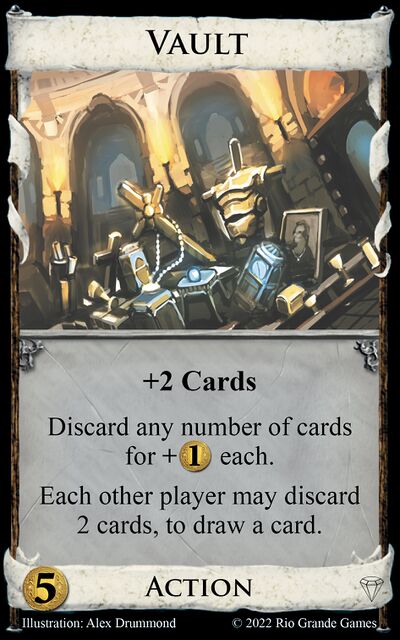 VAULT
+2 Cards
Discard any number of cards
for +1 each.
Each other player may discard
2 cards, to draw a card.
5 ACTION
Illustration: Alex Drummond © 2022 Rio Grande Games